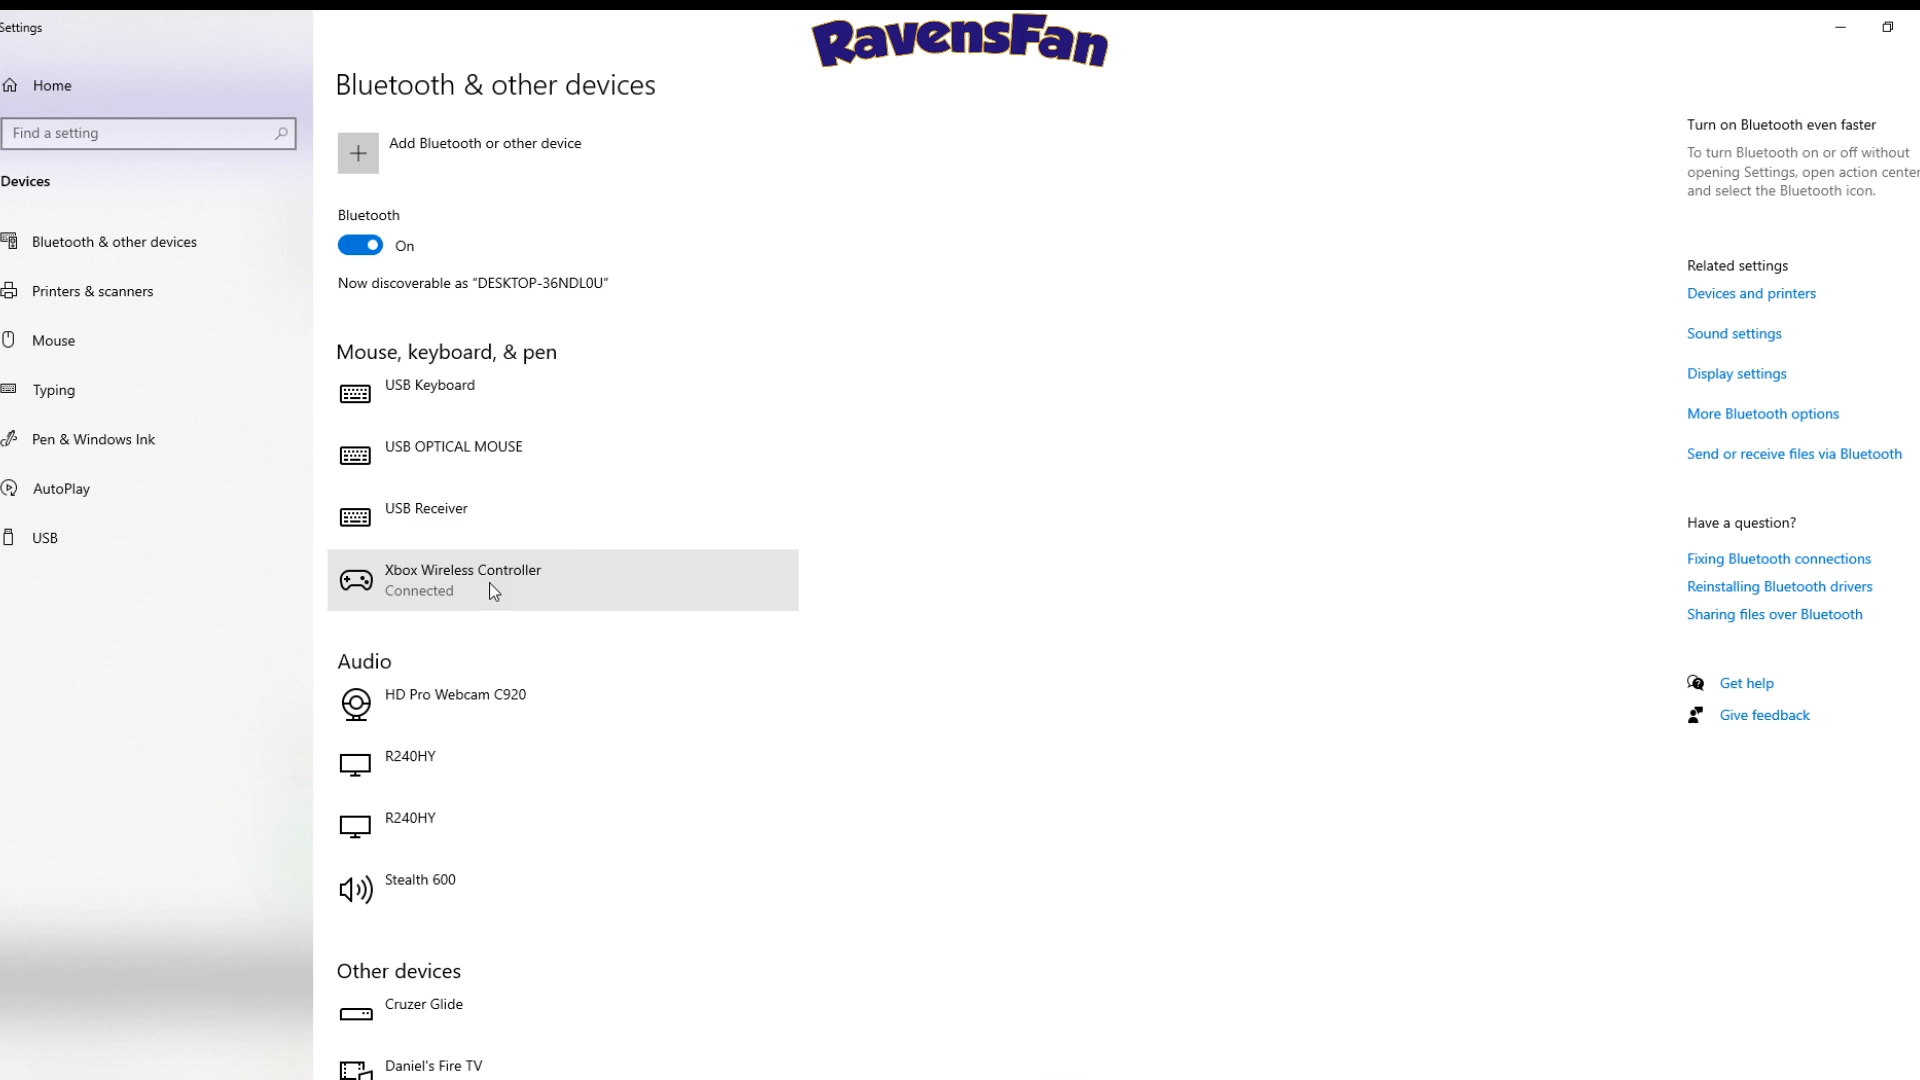 Settings
RavensFan
Home
Find a setting
Devices
Bluetooth & other devices
Printers & scanners
Mouse
Typing
Pen & Windows Ink
AutoPlay
USB
Bluetooth & other devices
Add Bluetooth or other device
Bluetooth
On
Now discoverable as "DESKTOP-36NDL0U"
Mouse, keyboard, & pen
USB Keyboard
USB OPTICAL MOUSE
USB Receiver
Xbox Wireless Controller
Connected
Audio
HD Pro Webcam C920
R240HY
R240HY
Stealth 600
Other devices
Cruzer Glide
Daniel's Fire TV
Turn on Bluetooth even faster
To turn Bluetooth on or off without
opening Settings, open action center
and select the Bluetooth icon.
Related settings
Devices and printers
Sound settings
Display settings
More Bluetooth options
Send or receive files via Bluetooth
Have a question?
Fixing Bluetooth connections
Reinstalling Bluetooth drivers
Sharing files over Bluetooth
Get help
Give feedback